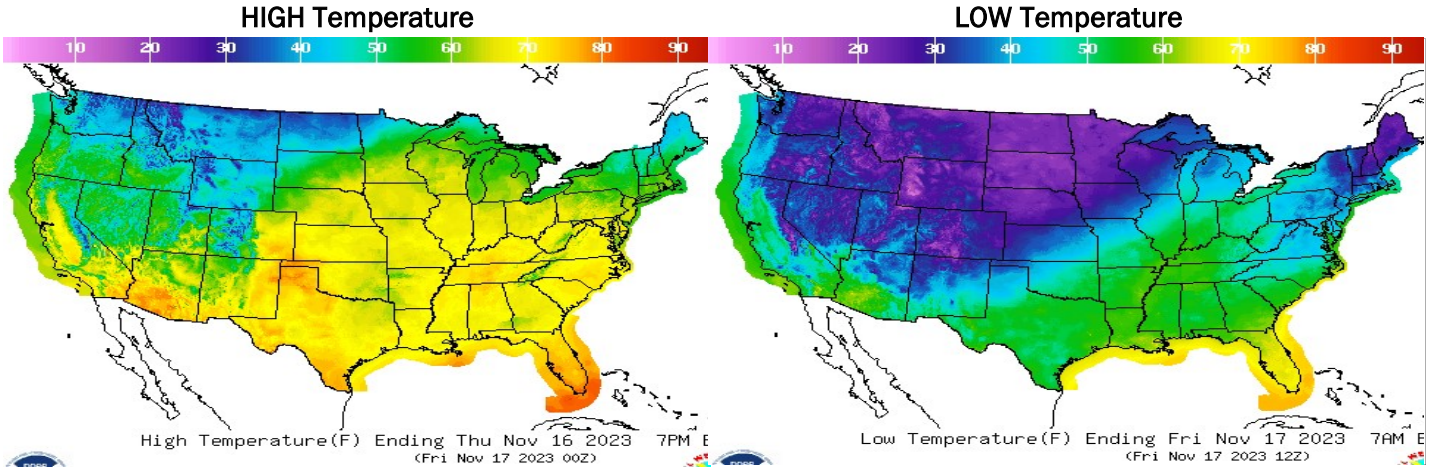 HIGH Temperature
LOW Temperature
10 20 30 40 50 60 70 80 90
10 20 30 40 50 60 70 80 90
High Temperature(F) Ending Thu Nov 16 2023 7PM E
(Fri Nov 17 2023 00Z)
Low Temperature(F) Ending Fri Nov 17 2023 7AM E
(Fri Nov 17 2023 12Z)